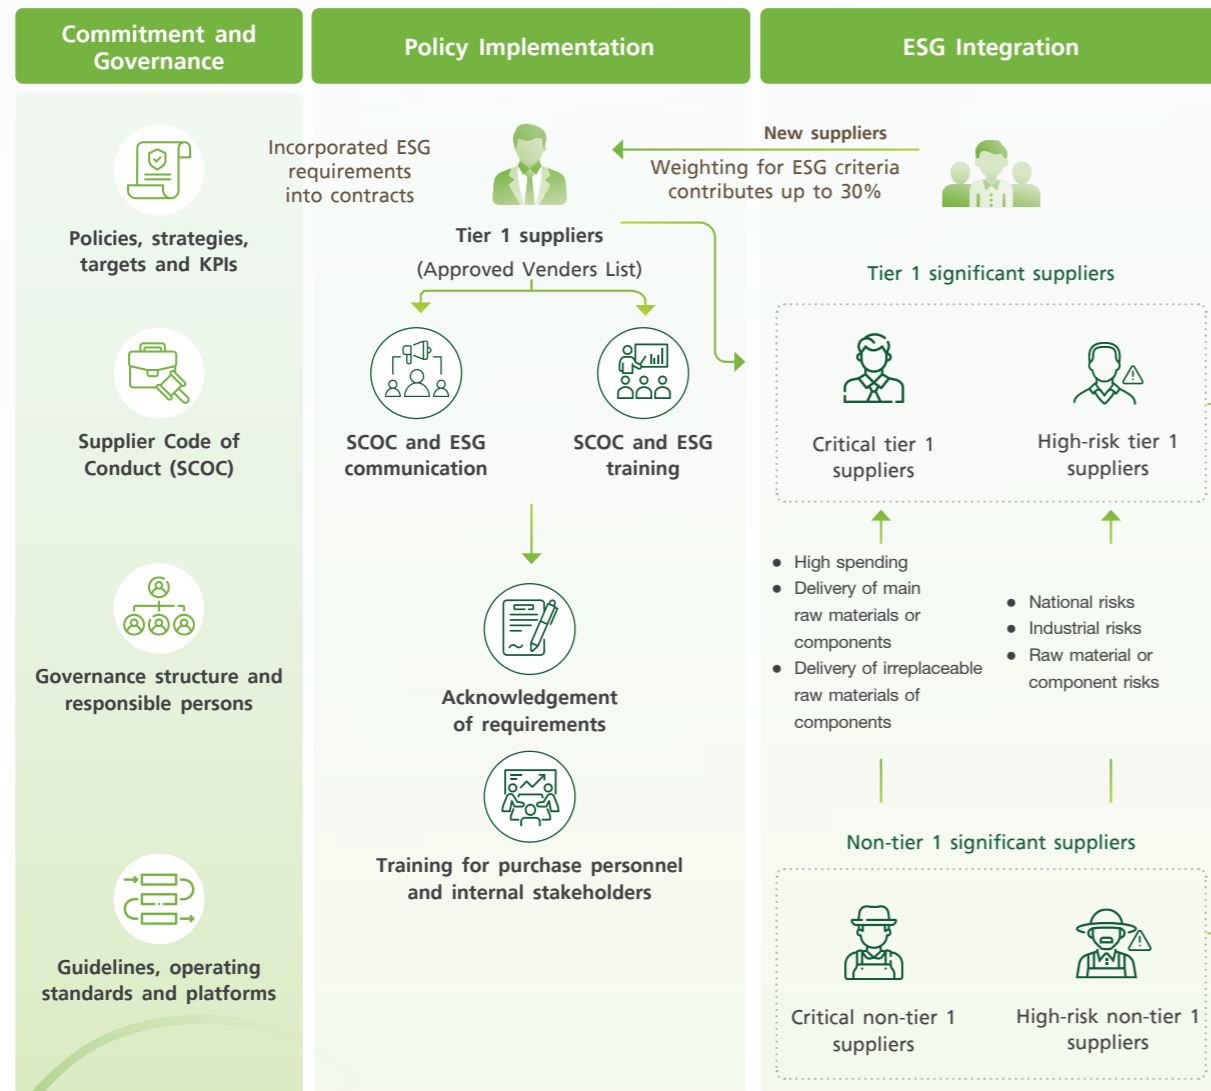 Commitment and
Governance
Policies, strategies,
targets and KPIs
Supplier Code of
Conduct (SCOC)
Governance structure and
responsible persons
Guidelines, operating
standards and platforms
Policy Implementation
Incorporated ESG
requirements
into contracts
Tier 1 suppliers
(Approved Venders List)
SCOC and ESG
communication
SCOC and ESG
training
Acknowledgement
of requirements
Training for purchase personnel
and internal stakeholders
ESG Integration
New suppliers
Weighting for ESG criteria
contributes up to 30%
Tier 1 significant suppliers
Critical tier 1
suppliers
High-risk tier 1
suppliers
● High spending
● Delivery of main
raw materials or
components
● Delivery of irreplaceable
raw materials of
components
● National risks
● Industrial risks
● Raw material or
component risks
Non-tier 1 significant suppliers
Critical non-tier 1
suppliers
High-risk non-tier 1
suppliers